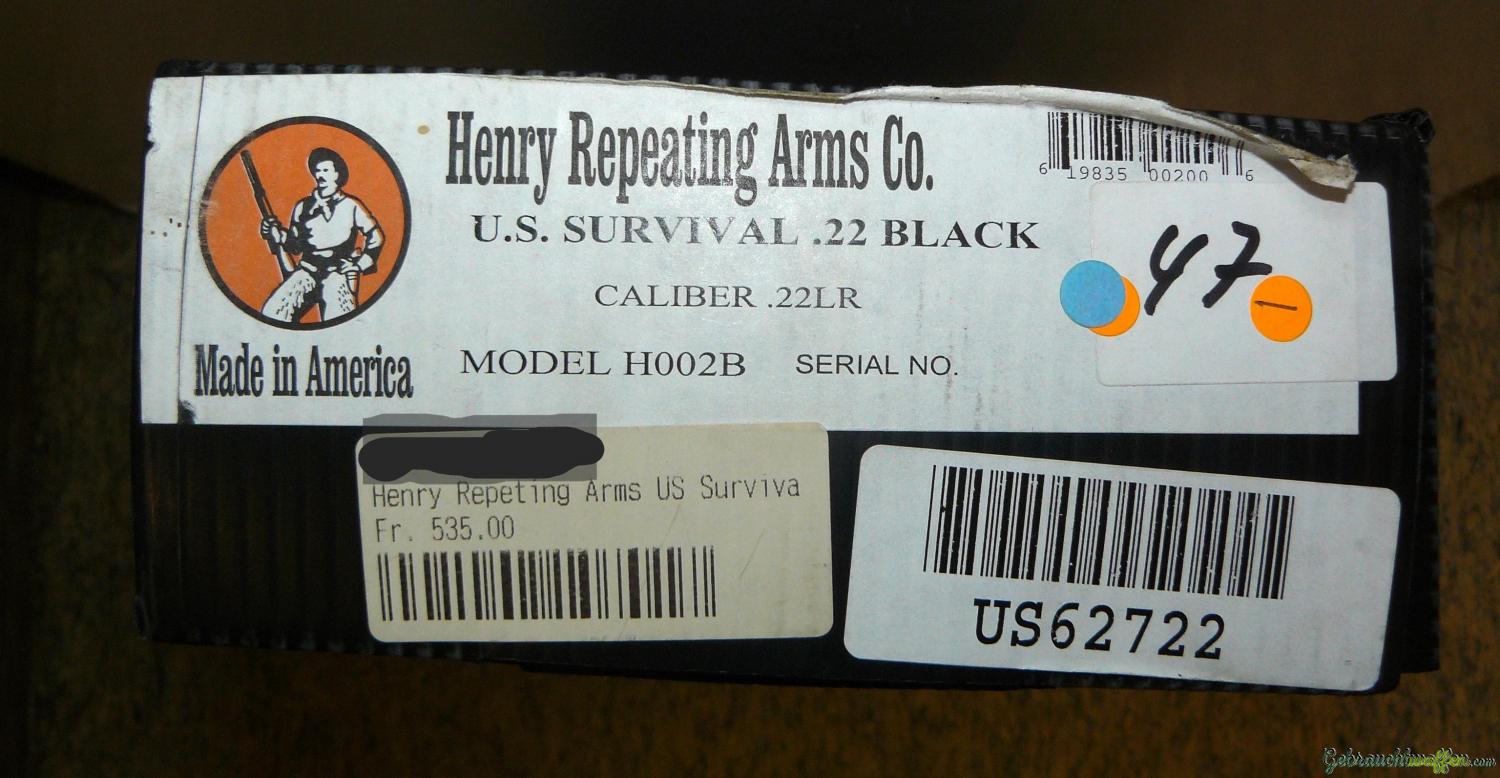 Henry Repeating Arms Co.
U.S. SURVIVAL .22 BLACK
CALIBER .22LR
MODEL H002B SERIAL NO.
Made in America
6 19835 00200 6
47
Henry Repeting Arms US Surviva
Fr. 535.00
US62722
Gebrauchtwaffen.com